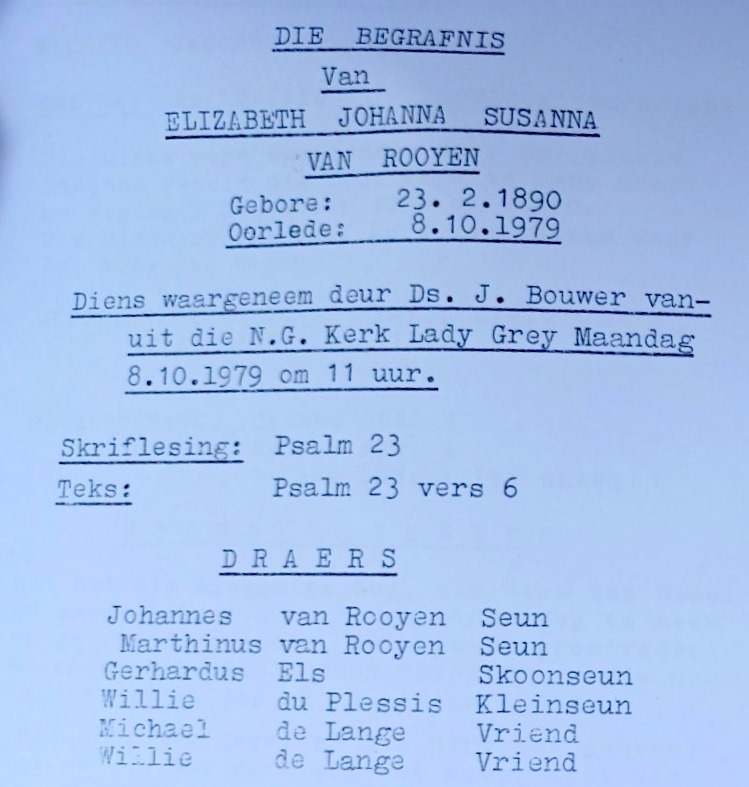 DIE BEGRAFNIS
Van
ELIZABETH JOHANNA SUSANNA
VAN ROOYEN
Gebore: 23. 2.1890
Oorlede: 8.10.1979
Diens waargeneem deur Ds. J. Bouwer van-
uit die N.G. Kerk Lady Grey Maandag
8.10.1979 om 11 uur.
Skriflesing: Psalm 23
Teks: Psalm 23 vers 6
D R A E R S
Johannes van Rooyen Seun
Marthinus van Rooyen Seun
Gerhardus Els Skoonseun
Willie du Plessis Kleinseun
Michael de Lange Vriend
Willie de Lange Vriend